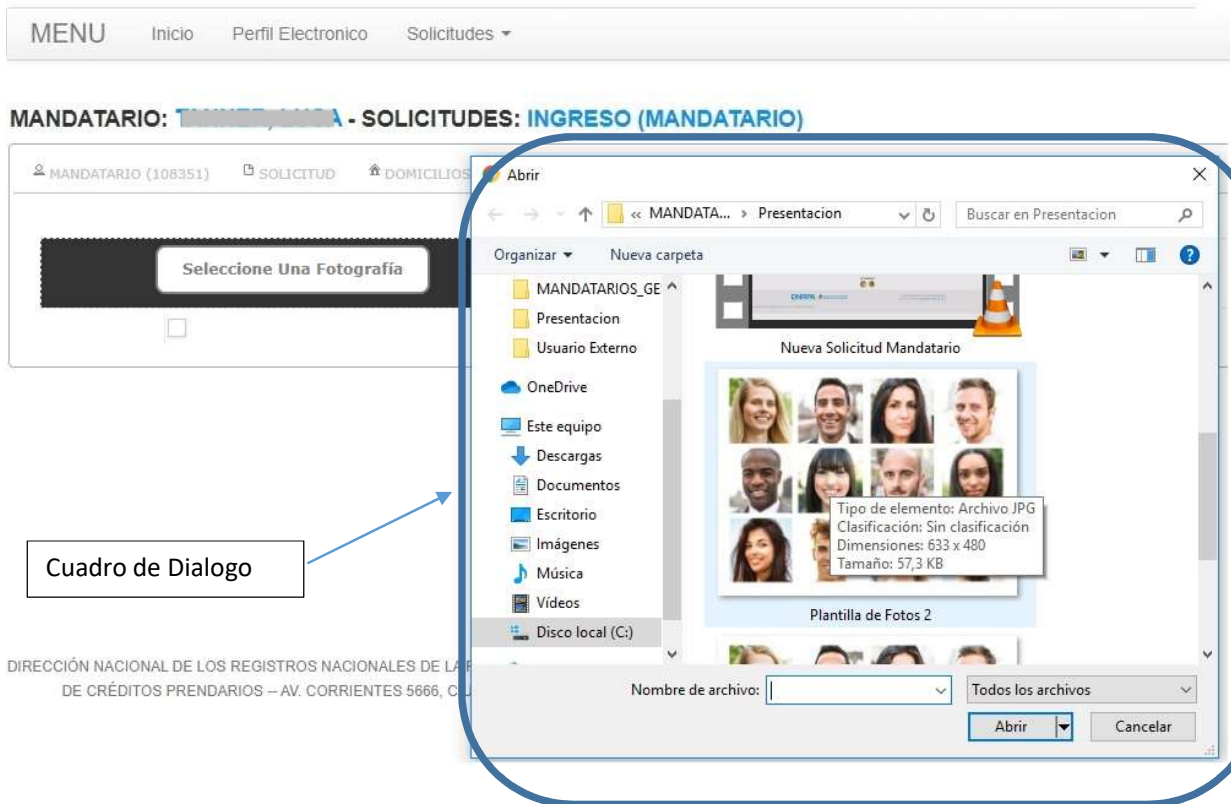 MENU Inicio Perfil Electronico Solicitudes
MANDATARIO: - SOLICITUDES: INGRESO (MANDATARIO)
MANDATARIO (108351) SOLICITUD DOMICILIOS
Seleccione Una Fotografía
Abrir
« MANDATA... › Presentacion
Buscar en Presentacion
Organizar Nueva carpeta
MANDATARIOS_GE
Presentacion
Usuario Externo
OneDrive
Este equipo
Descargas
Documentos
Escritorio
Imágenes
Música
Vídeos
Disco local (C:)
DNRPA
Nueva Solicitud Mandatario
Tipo de elemento: Archivo JPG
Clasificación: Sin clasificación
Dimensiones: 633 x 480
Tamaño: 57,3 KB
Plantilla de Fotos 2
Nombre de archivo:
Todos los archivos
Abrir Cancelar
Cuadro de Dialogo
DIRECCIÓN NACIONAL DE LOS REGISTROS NACIONALES DE LA
DE CRÉDITOS PRENDARIOS – AV. CORRIENTES 5666,